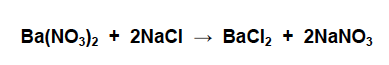 Ba(NO₃)₂ + 2NaCl → BaCl₂ + 2NaNO₃